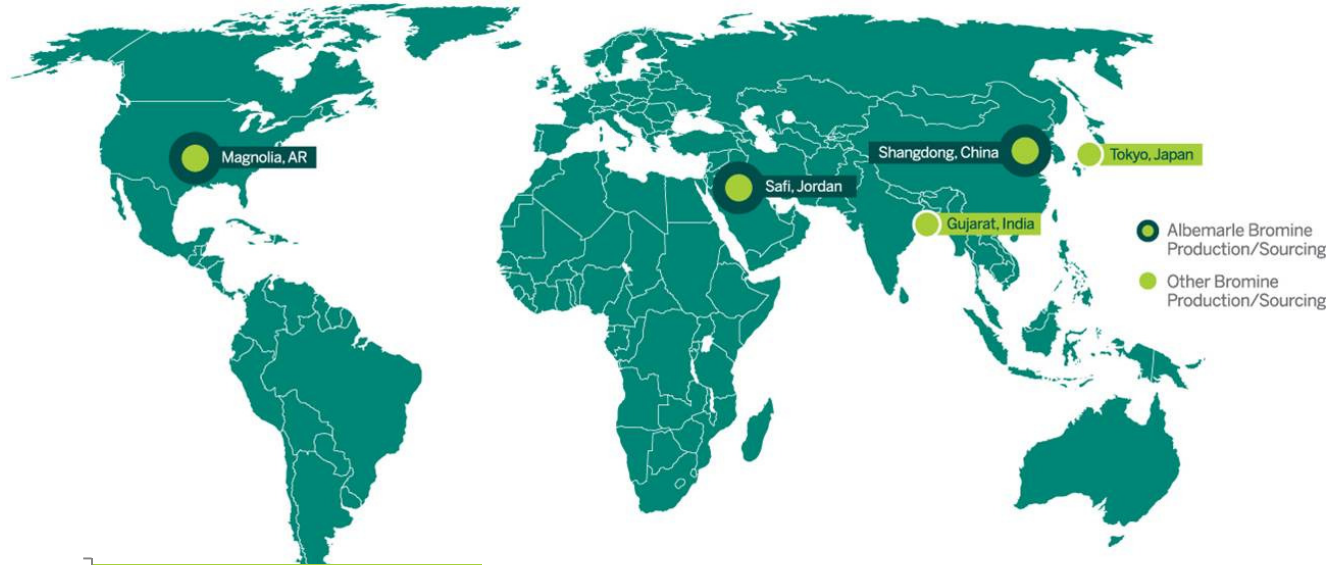 Magnolia, AR
Shangdong, China
Tokyo, Japan
Safi, Jordan
Gujarat, India
Albemarle Bromine
Production/Sourcing
Other Bromine
Production/Sourcing